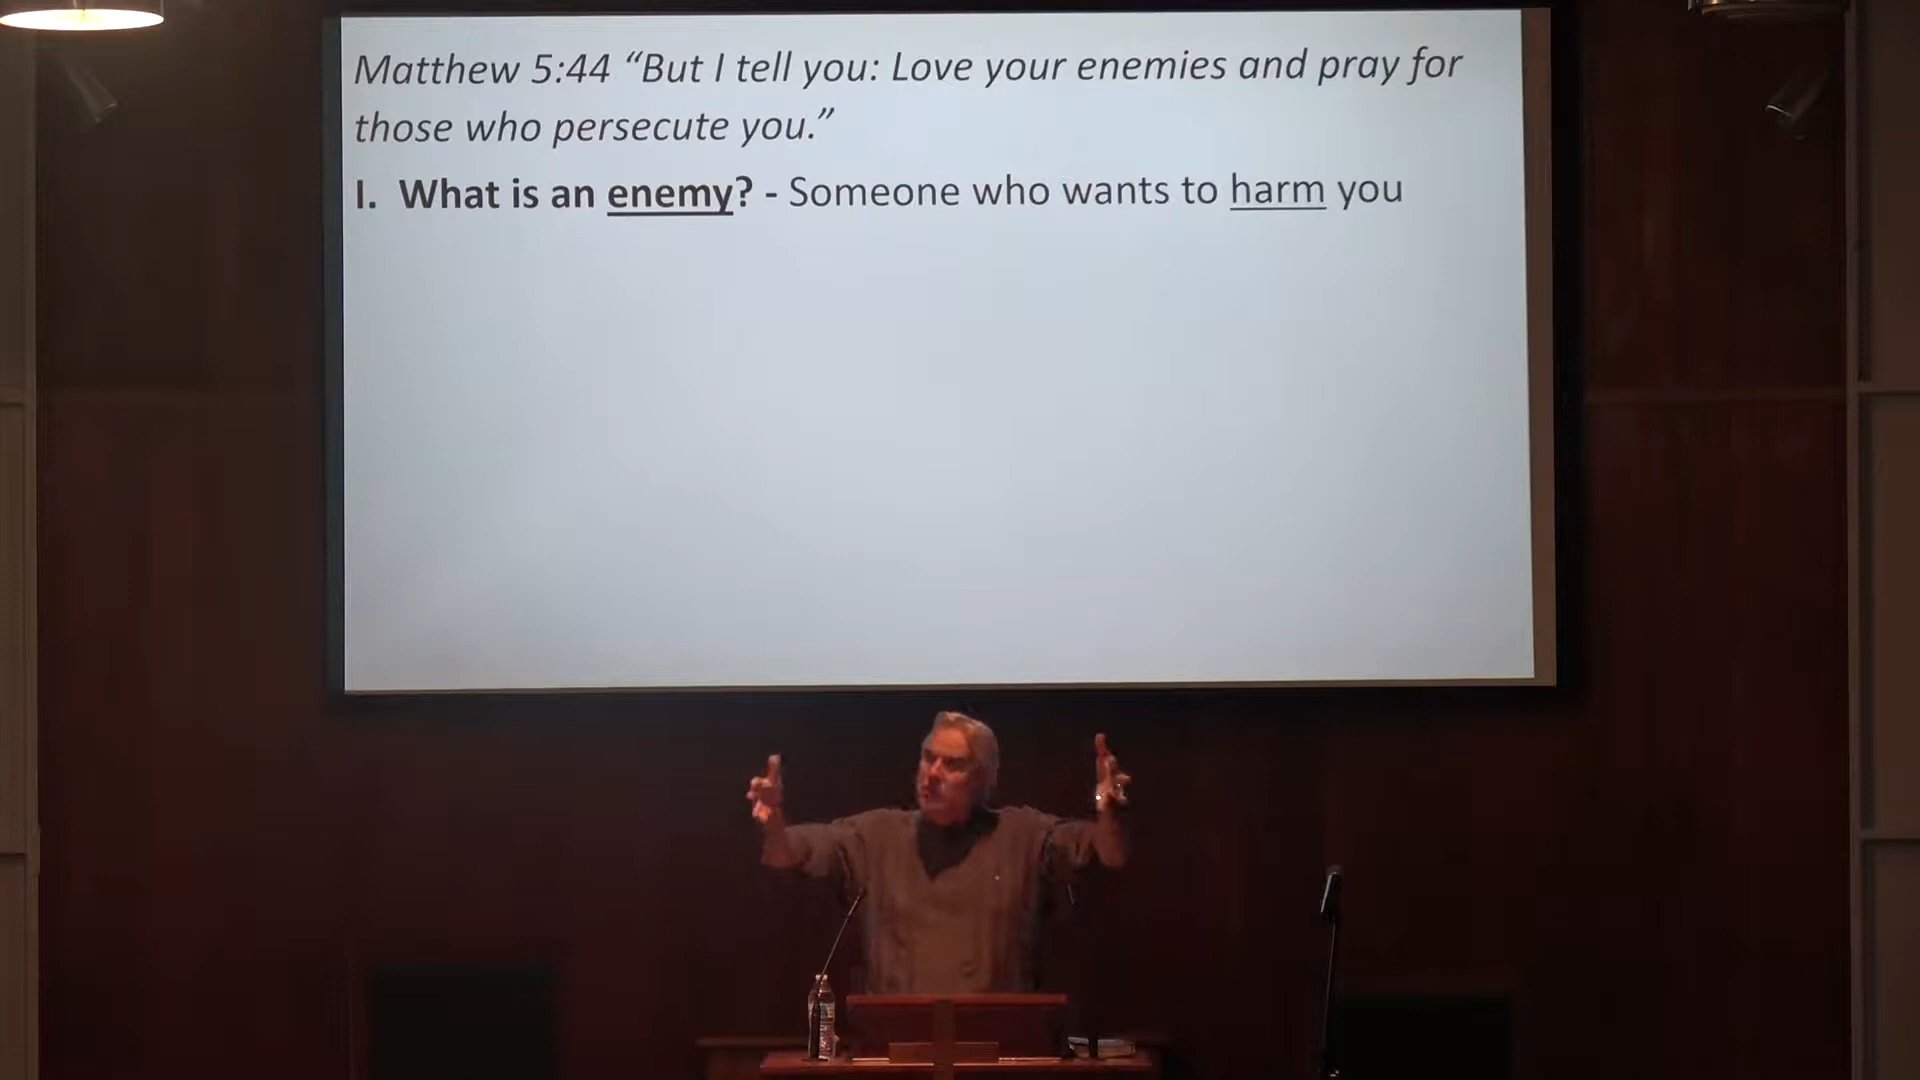 Matthew 5:44 “But I tell you: Love your enemies and pray for
those who persecute you.”
I. What is an enemy? - Someone who wants to harm you